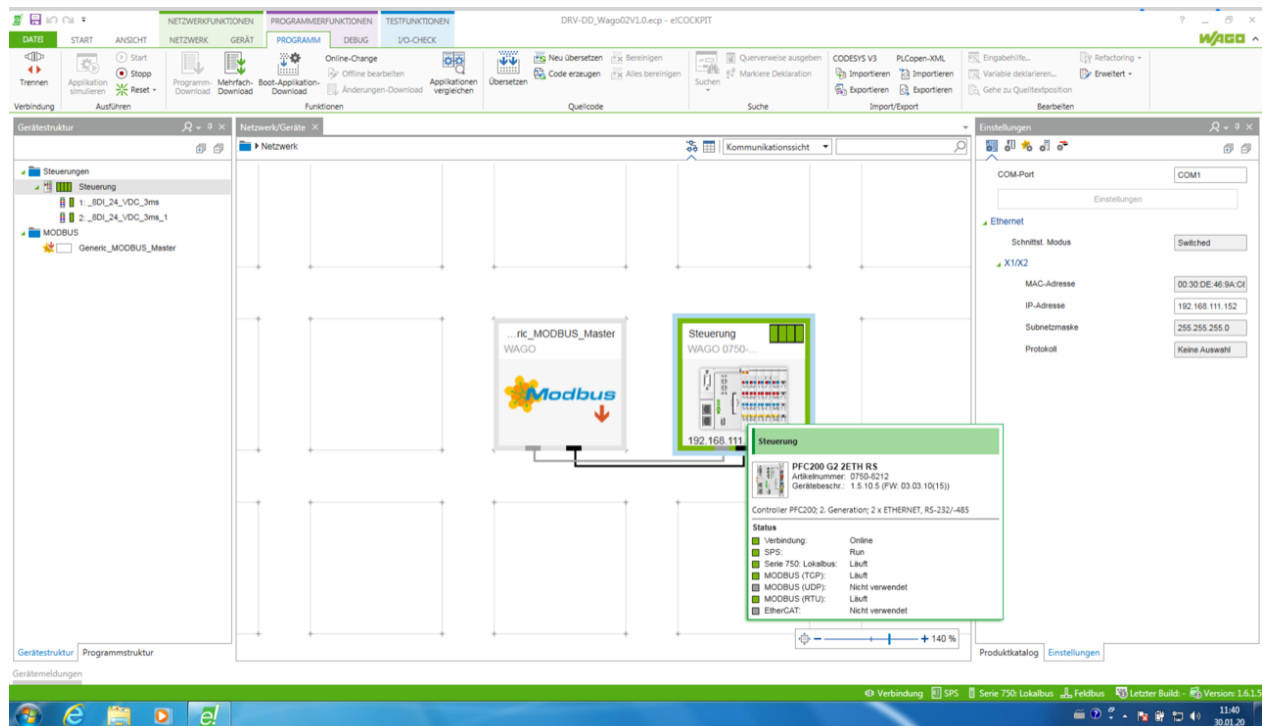 DRV-DD_Wago02V1.0.ecp - e!COCKPIT
NETZWERKFUNKTIONEN PROGRAMMIERFUNKTIONEN TESTFUNKTIONEN
DATEI START ANSICHT NETZWERK GERÄT PROGRAMM DEBUG I/O-CHECK
WAGO
Trennen
Verbindung
Applikation simulieren
Start
Stopp
Reset
Ausführen
Programm-Download
Mehrfach-Download
Boot-Applikation-Download
Online-Change
Offline bearbeiten
Änderungen-Download
Applikationen vergleichen
Funktionen
Übersetzen
Neu übersetzen
Code erzeugen
Bereinigen
Alles bereinigen
Quellcode
Suchen
Querverweise ausgeben
Markiere Deklaration
Suche
CODESYS V3
Importieren
Exportieren
PLCopen-XML
Importieren
Exportieren
Import/Export
Eingabehilfe...
Variable deklarieren...
Gehe zu Quelltextposition
Refactoring
Erweitert
Bearbeiten
Gerätestruktur
Steuerungen
Steuerung
1: _8DI_24_VDC_3ms
2: _8DI_24_VDC_3ms_1
MODBUS
Generic_MODBUS_Master
Gerätestruktur Programmstruktur
Netzwerk/Geräte
Netzwerk
Kommunikationssicht
...ric_MODBUS_Master
WAGO
Modbus
Steuerung
WAGO 0750-...
192.168.111
Steuerung
PFC200 G2 2ETH RS
Artikelnummer: 0750-8212
Gerätebeschr.: 1.5.10.5 (FW: 03.03.10(15))
Controller PFC200; 2. Generation; 2 x ETHERNET, RS-232/-485
Status
Verbindung: Online
SPS: Run
Serie 750: Lokalbus: Läuft
MODBUS (TCP): Läuft
MODBUS (UDP): Nicht verwendet
MODBUS (RTU): Läuft
EtherCAT: Nicht verwendet
140 %
Einstellungen
COM-Port COM1
Einstellungen
Ethernet
Schnittst. Modus Switched
X1/X2
MAC-Adresse 00:30:DE:46:9A:C
IP-Adresse 192.168.111.152
Subnetzmaske 255.255.255.0
Protokoll Keine Auswahl
Produktkatalog Einstellungen
Gerätemeldungen
Verbindung SPS Serie 750: Lokalbus Feldbus Letzter Build: - Version: 1.6.1.5
11:40
30.01.20